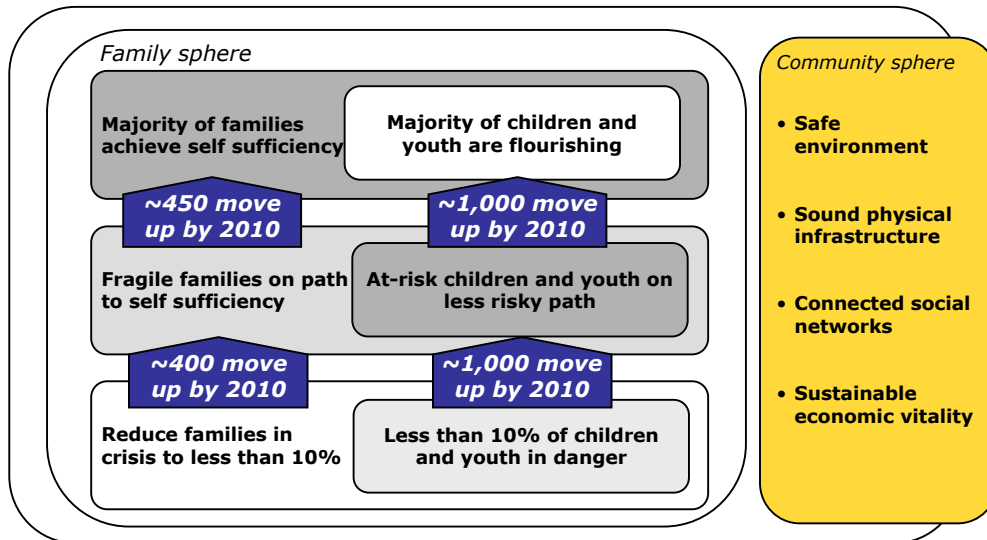 Family sphere
Majority of families
achieve self sufficiency
Majority of children and
youth are flourishing
~450 move
up by 2010
~1,000 move
up by 2010
Fragile families on path
to self sufficiency
At-risk children and youth on
less risky path
~400 move
up by 2010
~1,000 move
up by 2010
Reduce families in
crisis to less than 10%
Less than 10% of children
and youth in danger
Community sphere
• Safe
environment
• Sound physical
infrastructure
• Connected social
networks
• Sustainable
economic vitality